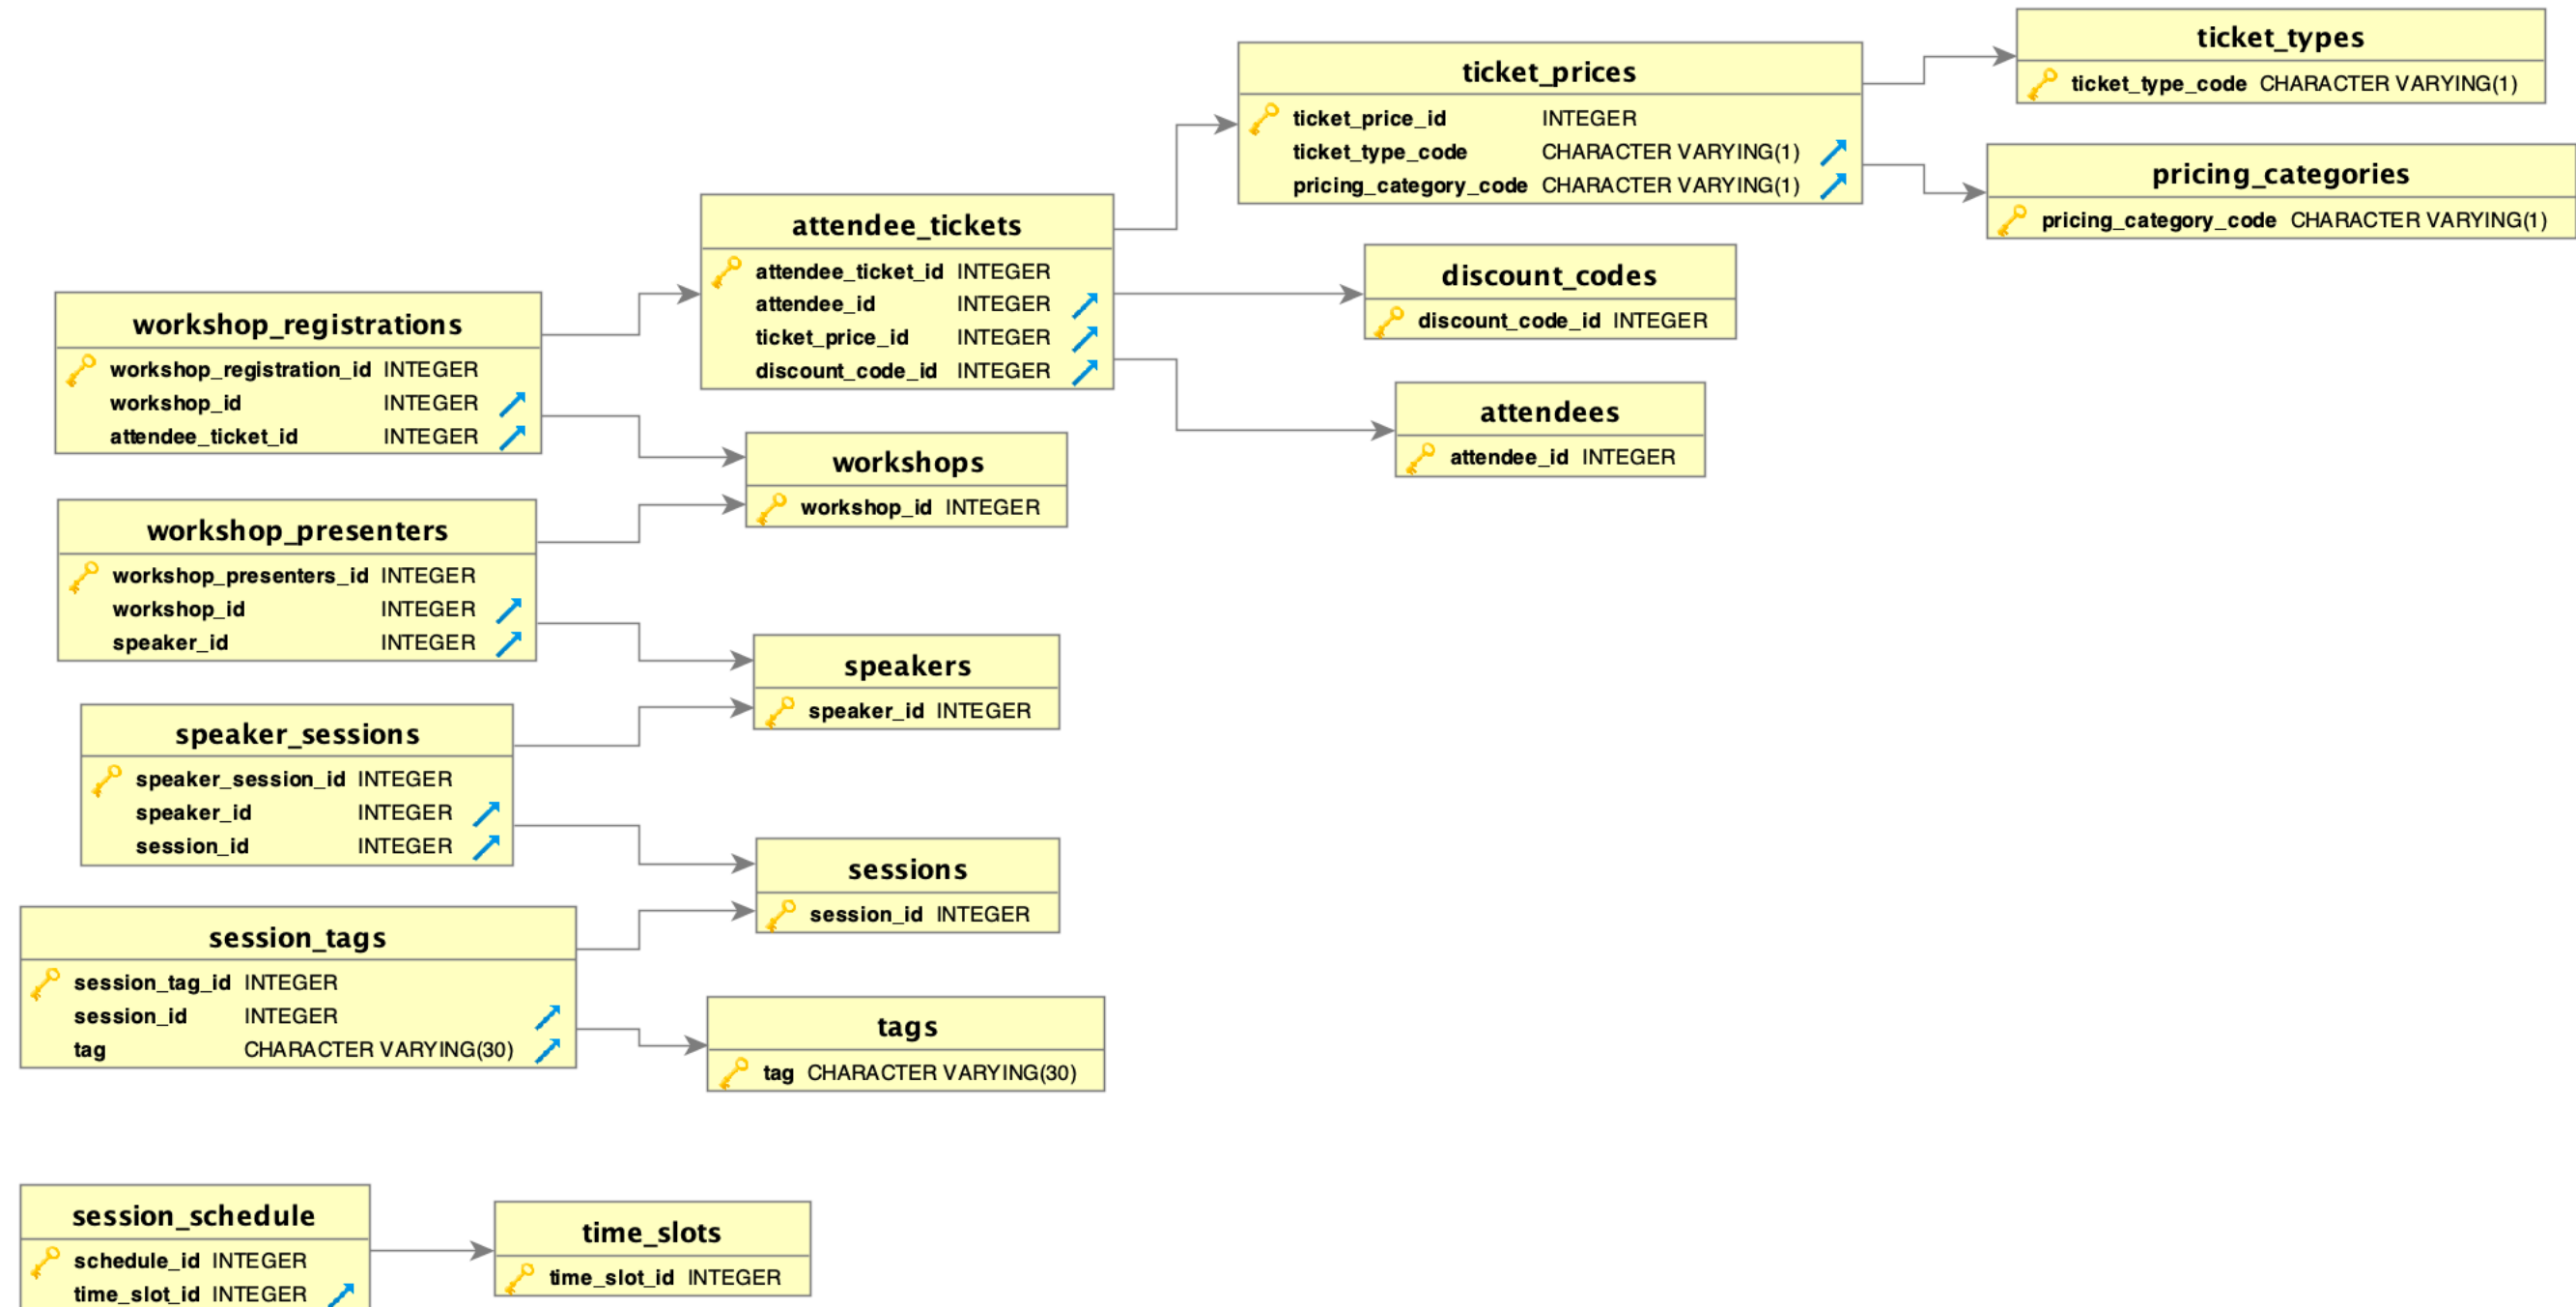 ticket_types
ticket_type_code CHARACTER VARYING(1)
ticket_prices
ticket_price_id INTEGER
ticket_type_code CHARACTER VARYING(1)
pricing_category_code CHARACTER VARYING(1)
pricing_categories
pricing_category_code CHARACTER VARYING(1)
attendee_tickets
attendee_ticket_id INTEGER
attendee_id INTEGER
ticket_price_id INTEGER
discount_code_id INTEGER
discount_codes
discount_code_id INTEGER
workshop_registrations
workshop_registration_id INTEGER
workshop_id INTEGER
attendee_ticket_id INTEGER
attendees
attendee_id INTEGER
workshops
workshop_id INTEGER
workshop_presenters
workshop_presenters_id INTEGER
workshop_id INTEGER
speaker_id INTEGER
speakers
speaker_id INTEGER
speaker_sessions
speaker_session_id INTEGER
speaker_id INTEGER
session_id INTEGER
sessions
session_id INTEGER
session_tags
session_tag_id INTEGER
session_id INTEGER
tag CHARACTER VARYING(30)
tags
tag CHARACTER VARYING(30)
session_schedule
schedule_id INTEGER
time_slot_id INTEGER
time_slots
time_slot_id INTEGER